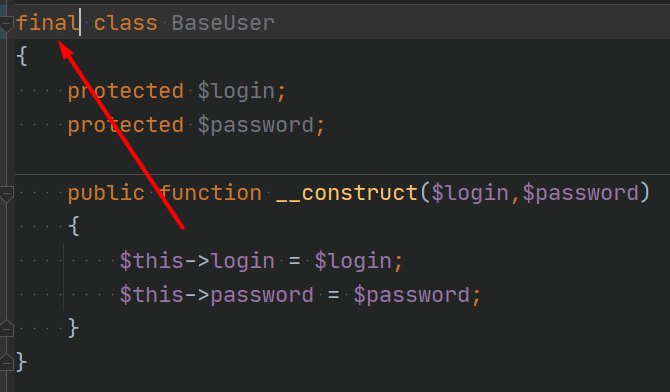 final class BaseUser
{
protected $login;
protected $password;
public function __construct($login,$password)
{
$this->login = $login;
$this->password = $password;
}
}